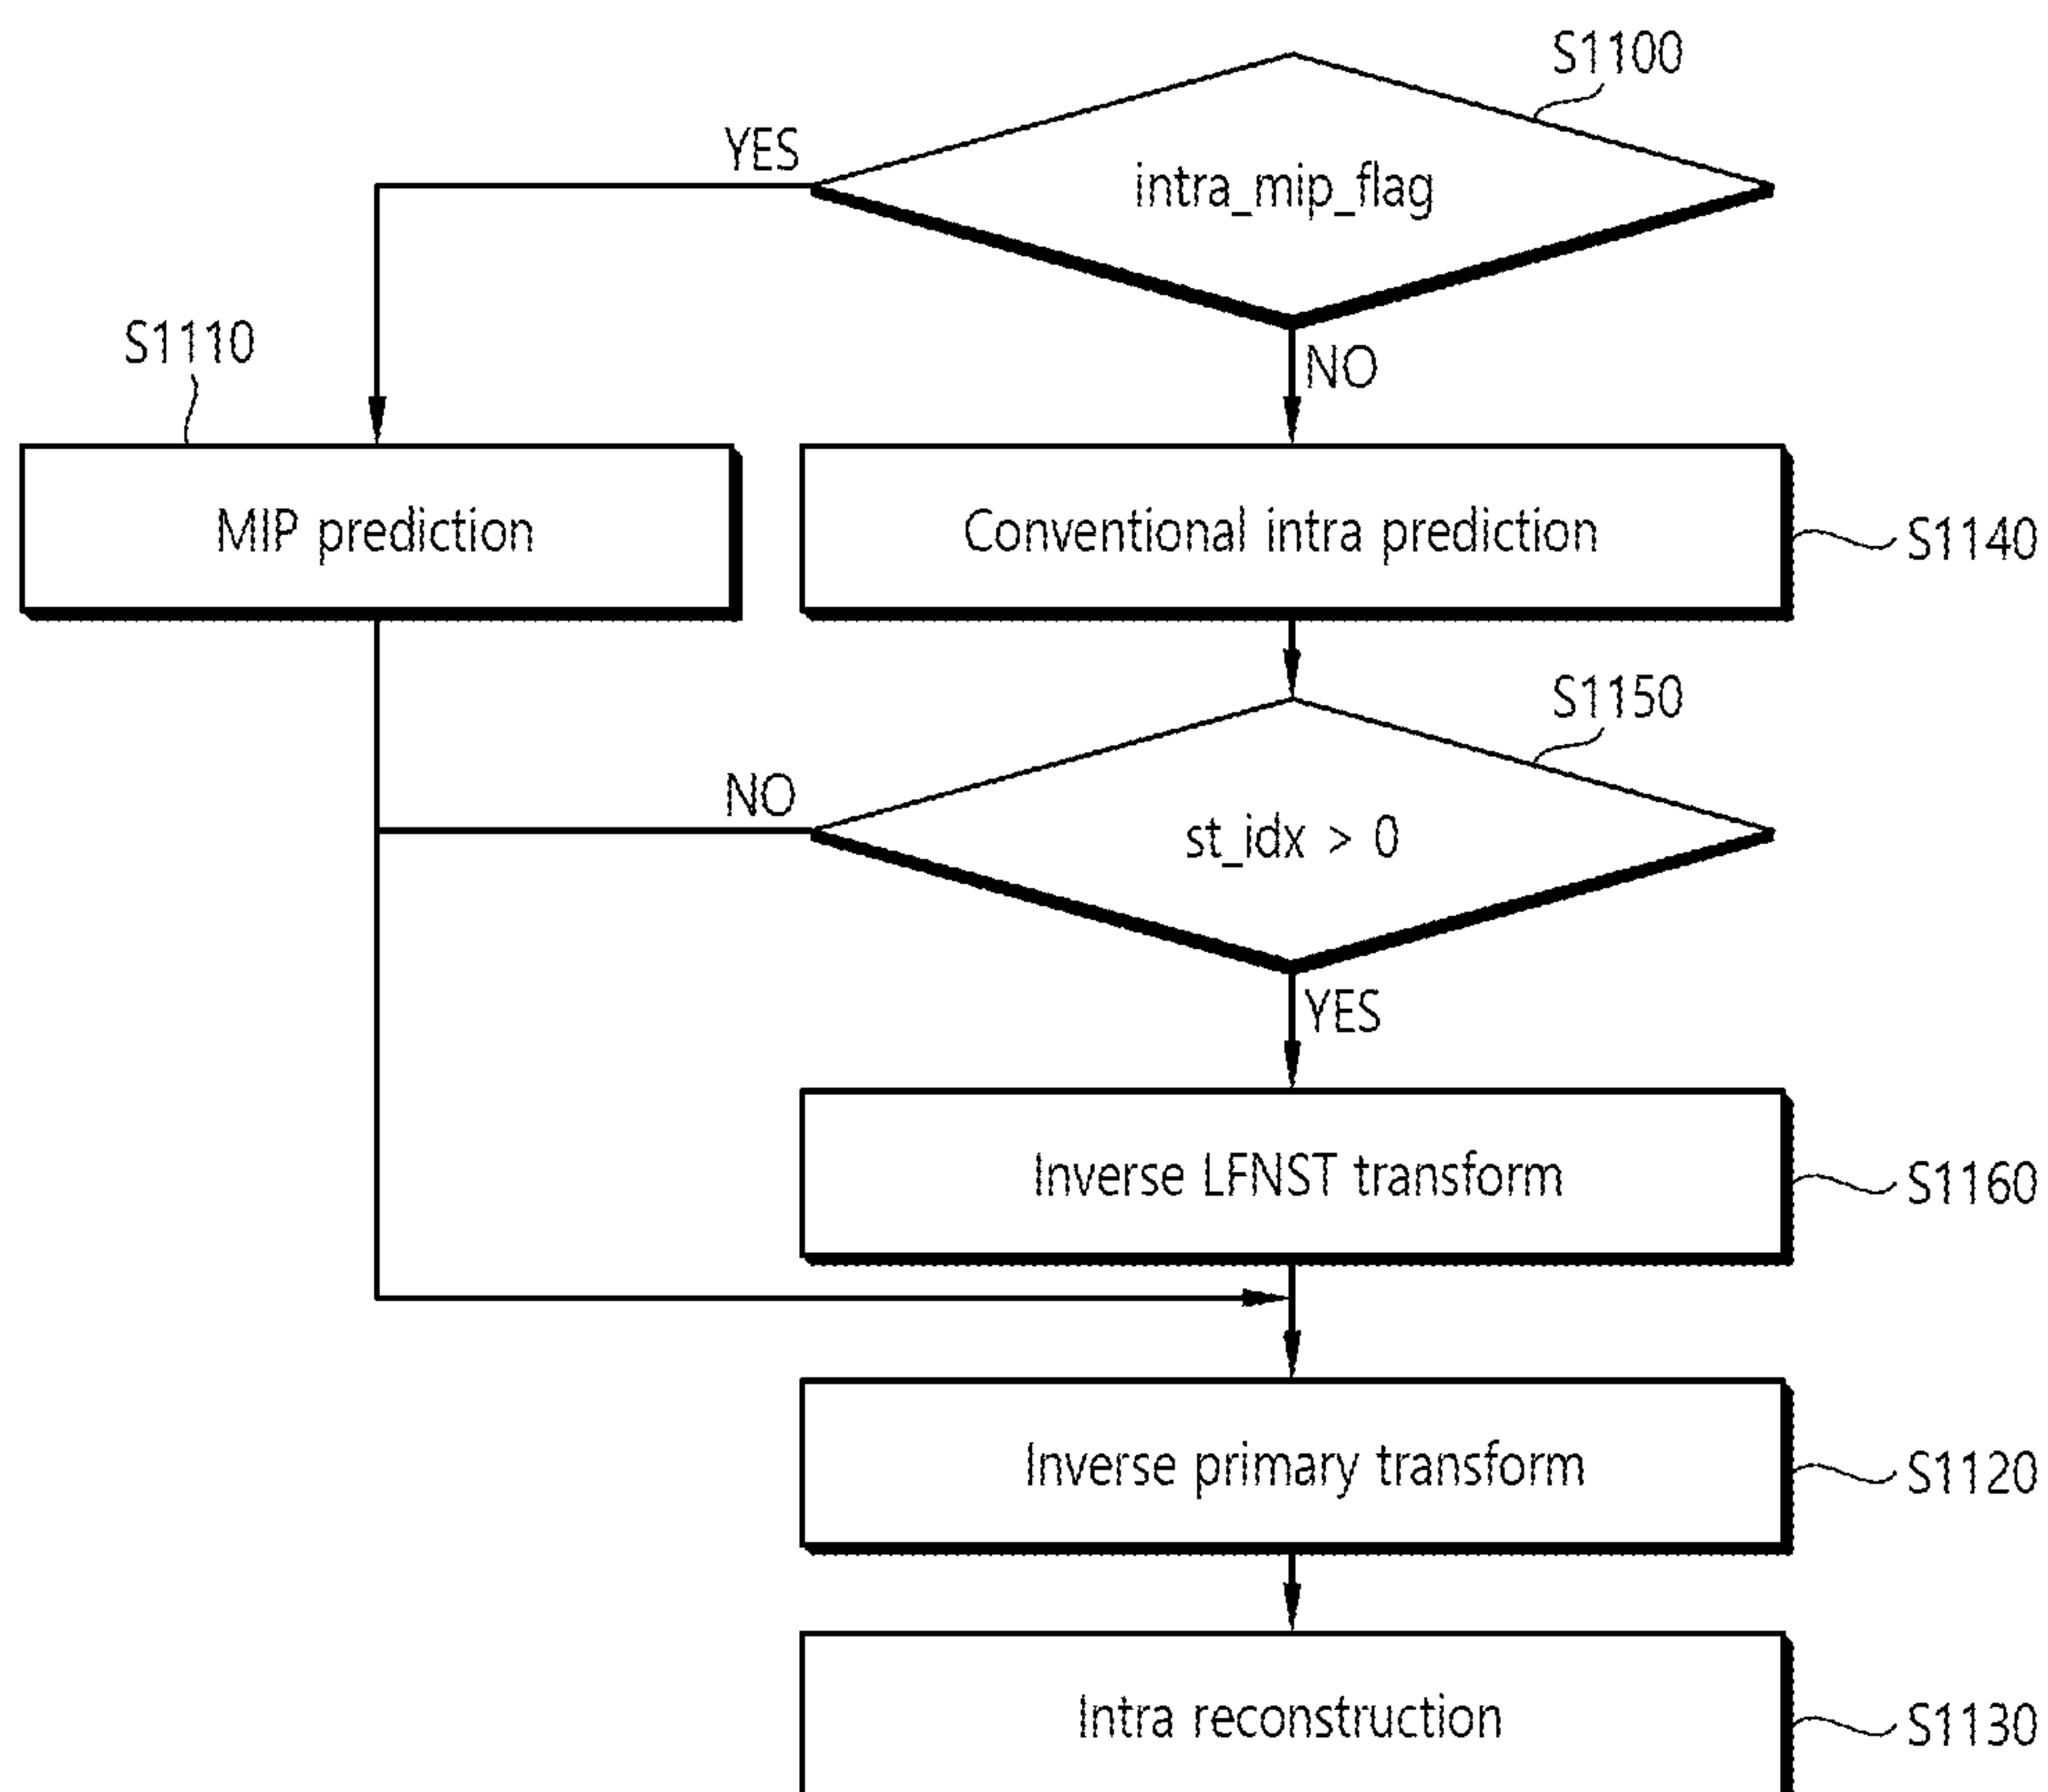 S1100
YES
intra_mip_flag
S1110
NO
MIP prediction
Conventional intra prediction
S1140
S1150
NO
st_idx > 0
YES
Inverse LFNST transform
S1160
Inverse primary transform
S1120
Intra reconstruction
S1130